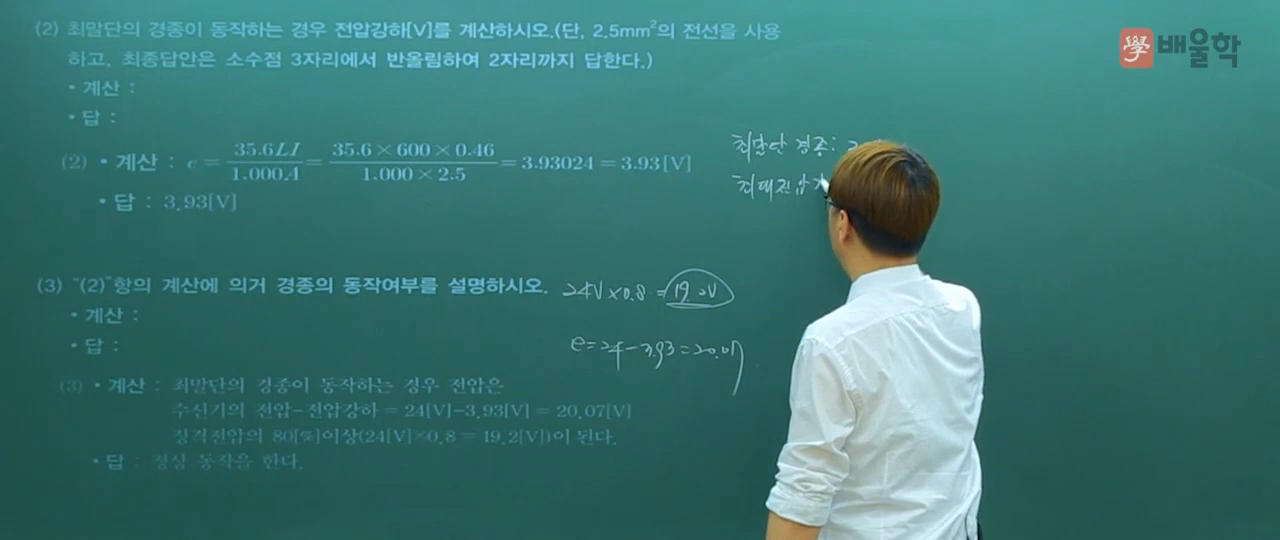 (2) 최말단의 경종이 동작하는 경우 전압강하[V]를 계산하시오.(단, 2.5mm²의 전선을 사용
하고, 최종답안은 소수점 3자리에서 반올림하여 2자리까지 답한다.)
• 계산 :
• 답 :
(2) • 계산 : e = 35.6LI / 1,000A = 35.6 × 600 × 0.46 / 1,000 × 2.5 = 3.93024 = 3.93[V]
• 답 : 3.93[V]
(3) "(2)"항의 계산에 의거 경종의 동작여부를 설명하시오.
• 계산 :
• 답 :
(3) • 계산 : 최말단의 경종이 동작하는 경우 전압은
수신기의 전압-전압강하 = 24[V]-3.93[V] = 20.07[V]
정격전압의 80[%]이상(24[V]×0.8 = 19.2[V])이 된다.
• 답 : 정상 동작을 한다.
24V×0.8 = 19.2V
e = 24 - 3.93 = 20.07
최말단 경종:
최대전압
學 배울학